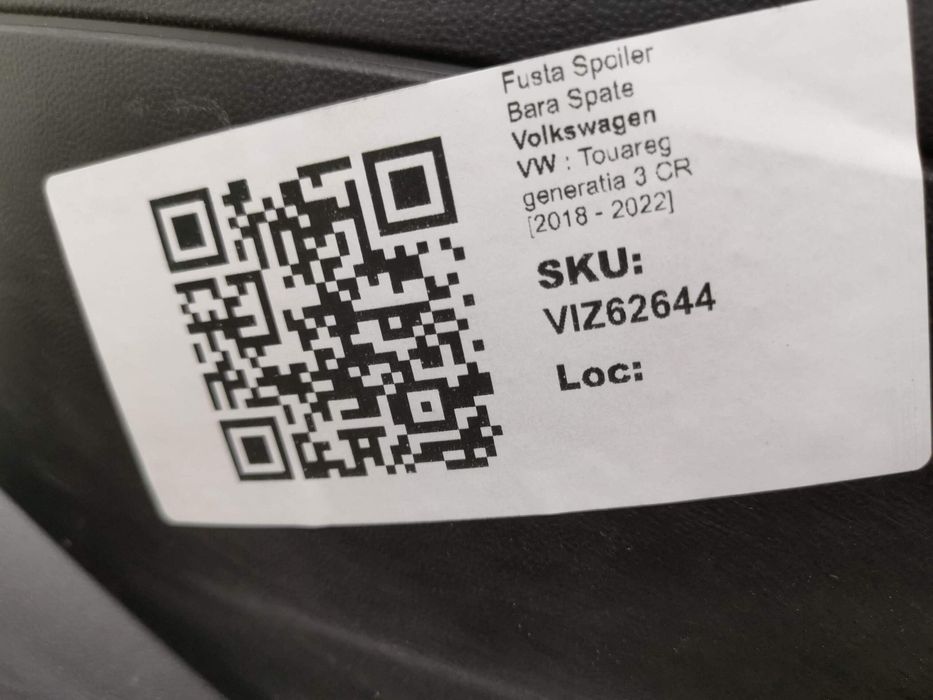 Fusta Spoiler
Bara Spate
Volkswagen
VW : Touareg
generatia 3 CR
[2018 - 2022]
SKU:
VIZ62644
Loc: